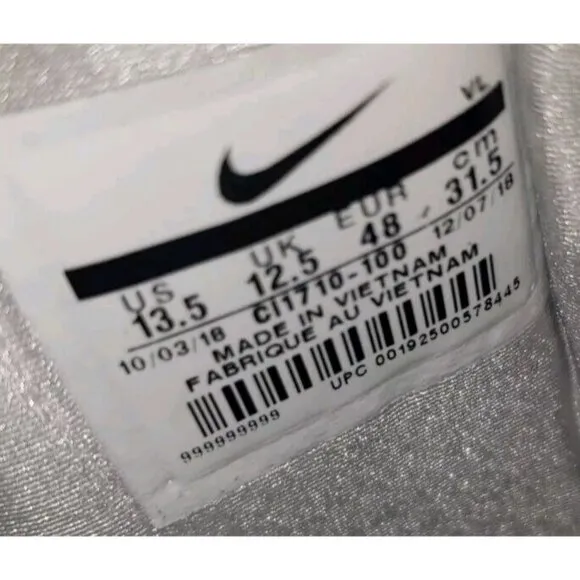 VL
US UK EUR cm
13.5 12.5 48 31.5
10/03/18 CI1710-100 12/07/18
MADE IN VIETNAM
FABRIQUE AU VIETNAM
UPC 00192500578445
999999999